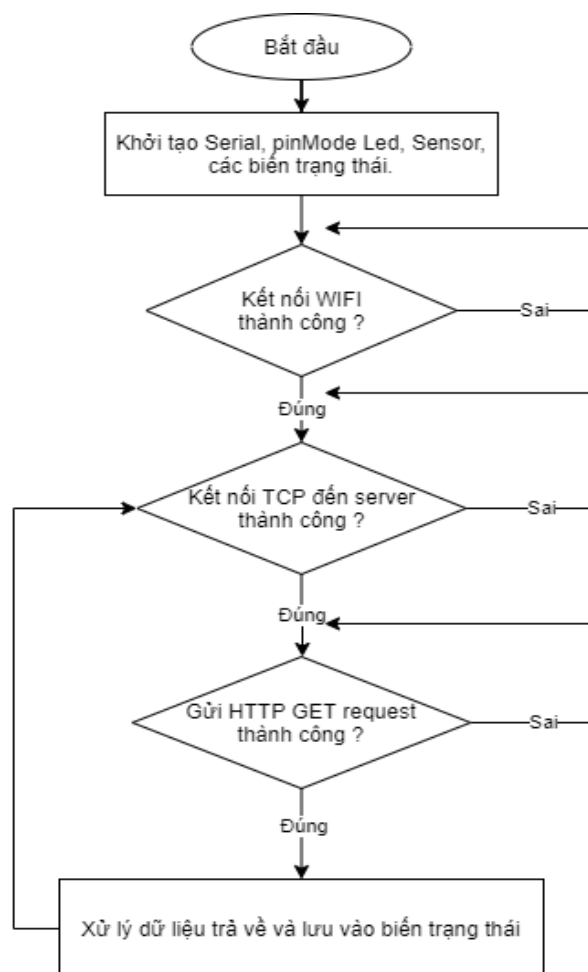 Bắt đầu
Khởi tạo Serial, pinMode Led, Sensor,
các biến trạng thái.
Kết nối WIFI
thành công ?
Sai
Đúng
Kết nối TCP đến server
thành công ?
Sai
Đúng
Gửi HTTP GET request
thành công ?
Sai
Đúng
Xử lý dữ liệu trả về và lưu vào biến trạng thái